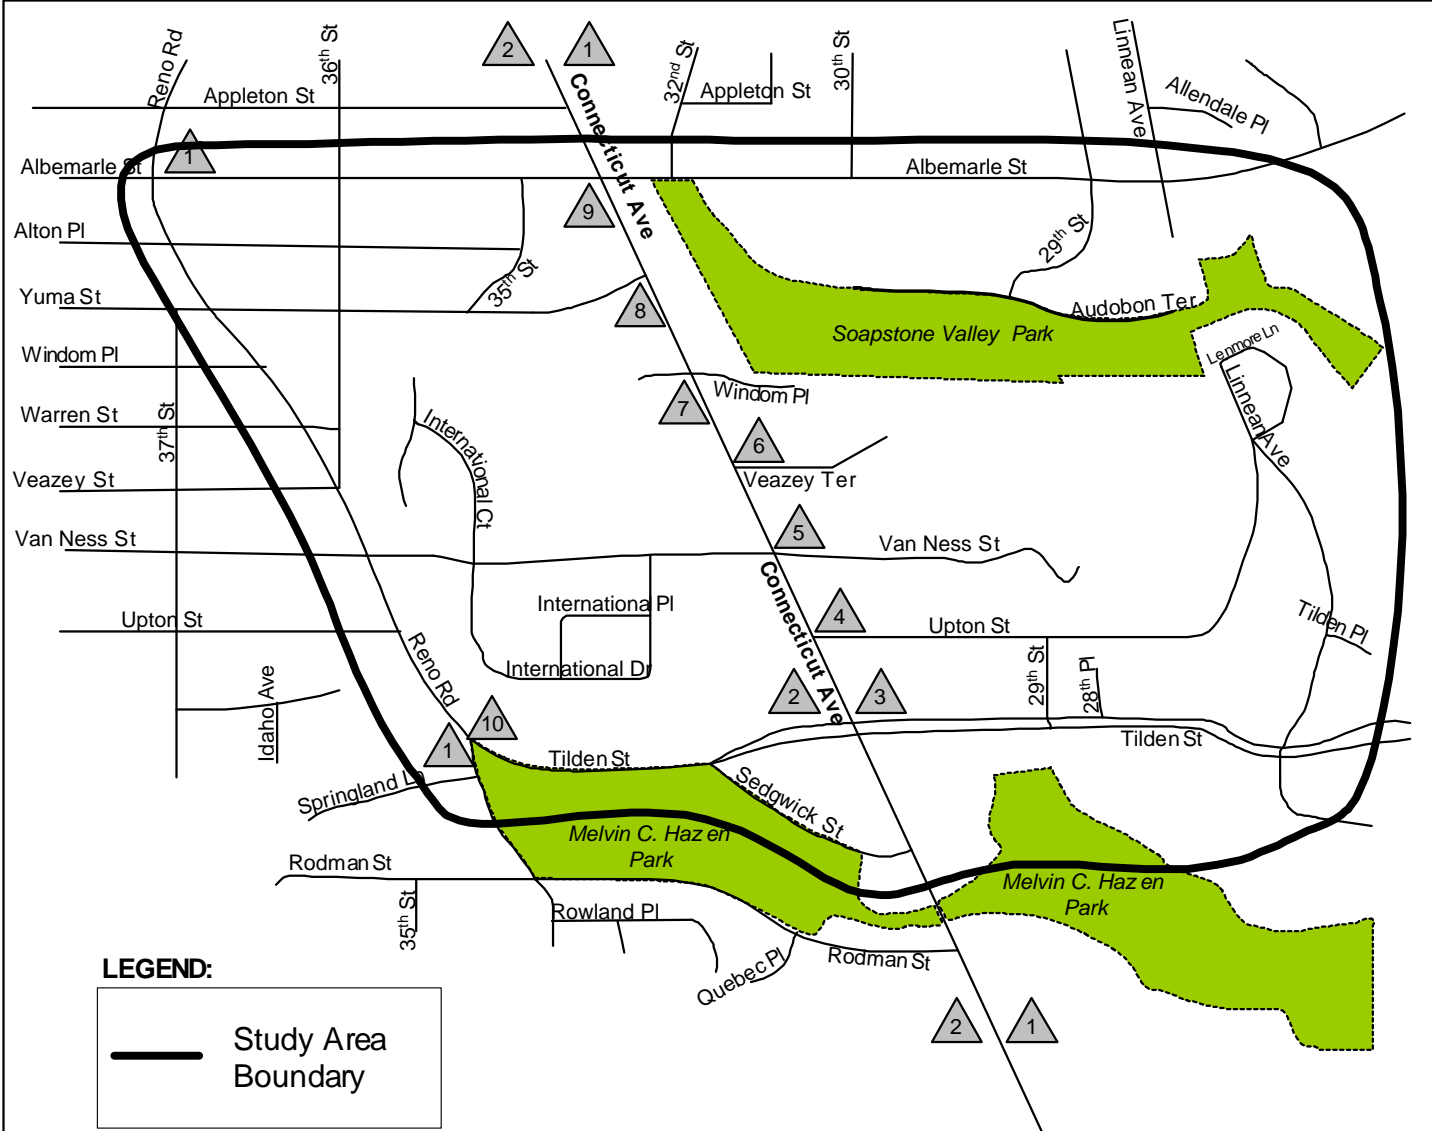 Reno Rd
36th St
2
1
Connecticut Ave
32nd St
Appleton St
Appleton St
30th St
Linnean Ave
Allendale Pl
1
Albemarle St
Albemarle St
9
Alton Pl
35th St
29th St
Yuma St
8
Audobon Ter
Soapstone Valley Park
Lenmore Ln
Windom Pl
Windom Pl
7
Linnean Ave
Warren St
37th St
International Ct
6
Veazey St
Veazey Ter
5
Van Ness St
Van Ness St
Connecticut Ave
Internationa Pl
4
Upton St
Upton St
Tilden Pl
Reno Rd
International Dr
29th St
28th Pl
2
3
Idaho Ave
10
1
Tilden St
Tilden St
Springland Ln
Sedgwick St
Melvin C. Hazen
Park
Rodman St
Melvin C. Hazen
Park
35th St
Rowland Pl
Quebec Pl
Rodman St
LEGEND:
2
1
Study Area
Boundary